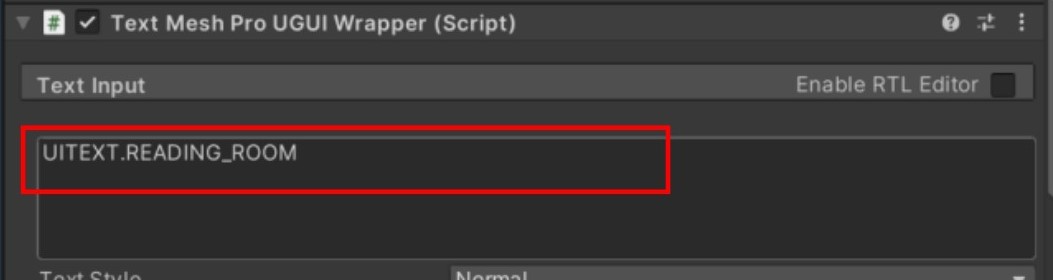 Text Mesh Pro UGUI Wrapper (Script)
Text Input Enable RTL Editor
UITEXT.READING_ROOM
Text Style Normal